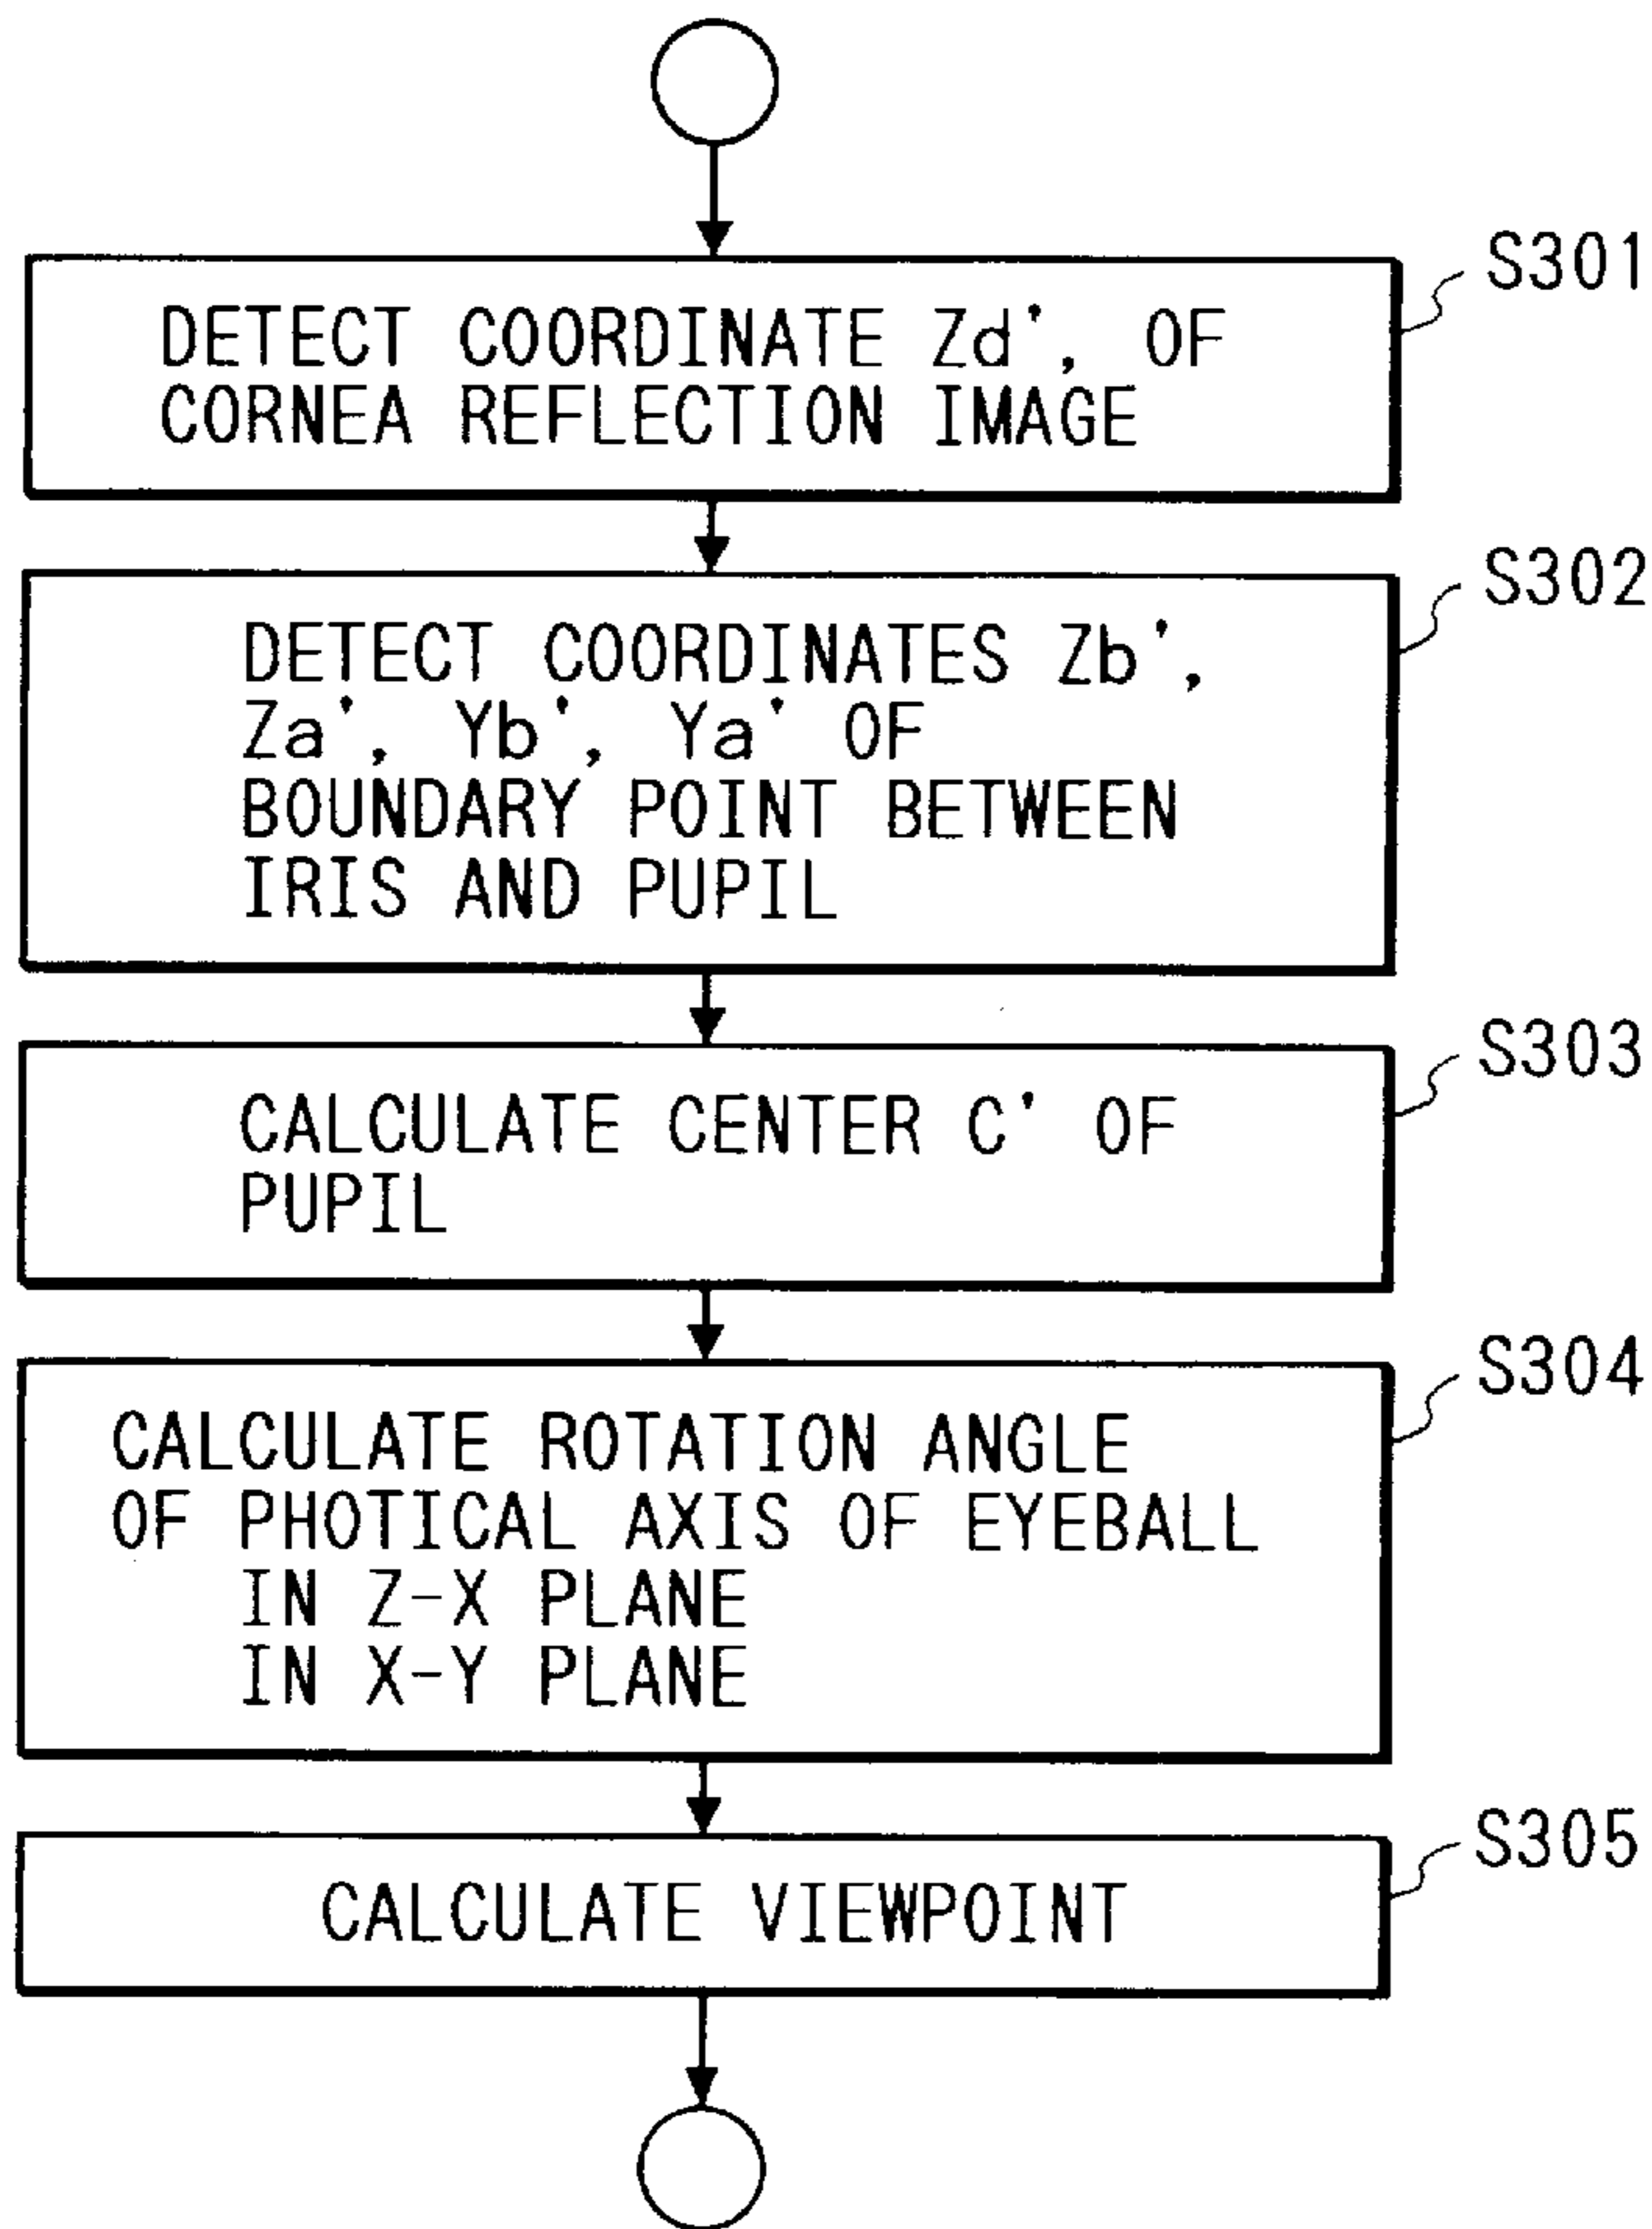 S301
DETECT COORDINATE Zd', OF
CORNEA REFLECTION IMAGE
S302
DETECT COORDINATES Zb',
Za', Yb', Ya' OF
BOUNDARY POINT BETWEEN
IRIS AND PUPIL
S303
CALCULATE CENTER C' OF
PUPIL
S304
CALCULATE ROTATION ANGLE
OF PHOTICAL AXIS OF EYEBALL
IN Z-X PLANE
IN X-Y PLANE
S305
CALCULATE VIEWPOINT